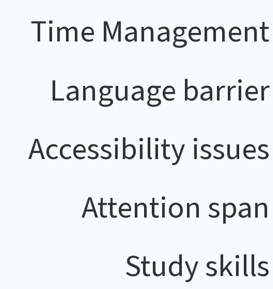 Time Management
Language barrier
Accessibility issues
Attention span
Study skills